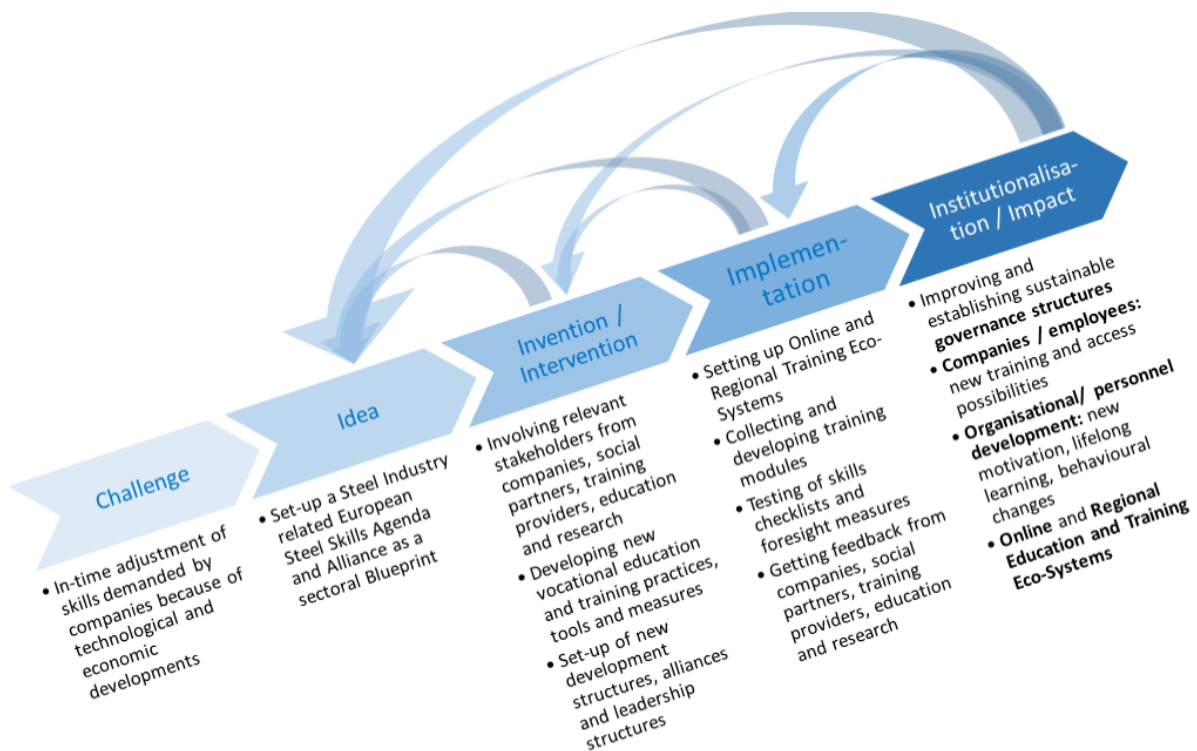 Challenge
• In-time adjustment of
skills demanded by
companies because of
technological and
economic
developments
Idea
• Set-up a Steel Industry
related European
Steel Skills Agenda
and Alliance as a
sectoral Blueprint
Invention /
Intervention
• Involving relevant
stakeholders from
companies, social
partners, training
providers, education
and research
• Developing new
vocational education
and training practices,
tools and measures
• Set-up of new
development
structures, alliances
and leadership
structures
Implemen-
tation
• Setting up Online and
Regional Training Eco-
Systems
• Collecting and
developing training
modules
• Testing of skills
checklists and
foresight measures
• Getting feedback from
companies, social
partners, training
providers, education
and research
Institutionalisa-
tion / Impact
• Improving and
establishing sustainable
governance structures
• Companies / employees:
new training and access
possibilities
• Organisational/ personnel
development: new
motivation, lifelong
learning, behavioural
changes
• Online and Regional
Education and Training
Eco-Systems